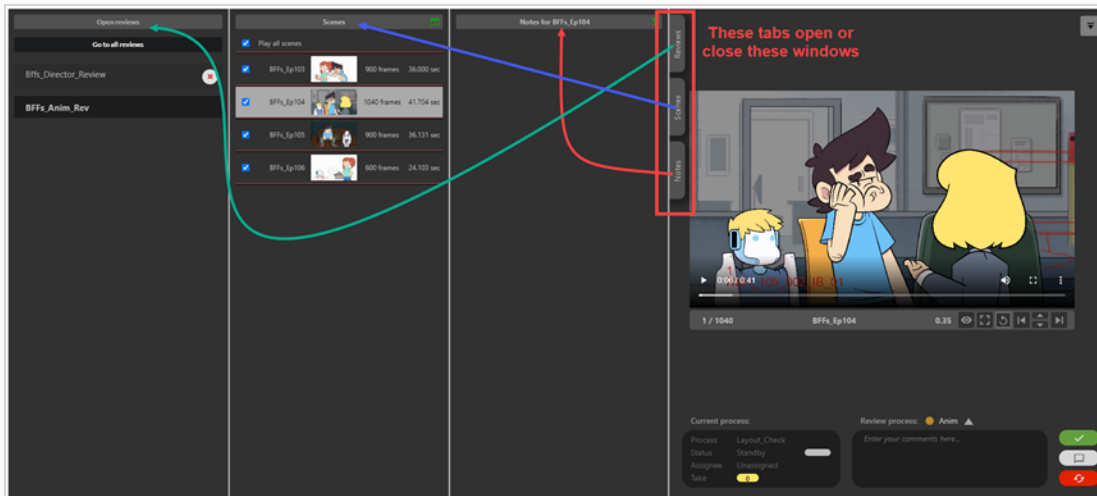 Open reviews
Go to all reviews
Bffs_Director_Review
BFFs_Anim_Rev
Scenes
Play all scenes
BFFs_Ep103 900 frames 36.000 sec
BFFs_Ep104 1040 frames 41.704 sec
BFFs_Ep105 900 frames 36.131 sec
BFFs_Ep106 600 frames 24.103 sec
Notes for BFFs_Ep104
Reviews
Scenes
Notes
These tabs open or
close these windows
0:00 / 0:41
1 / 1040 BFFs_Ep104 0.35
Current process:
Process Layout_Check
Status Standby
Assignee Unassigned
Take 0
Review process: Anim
Enter your comments here...